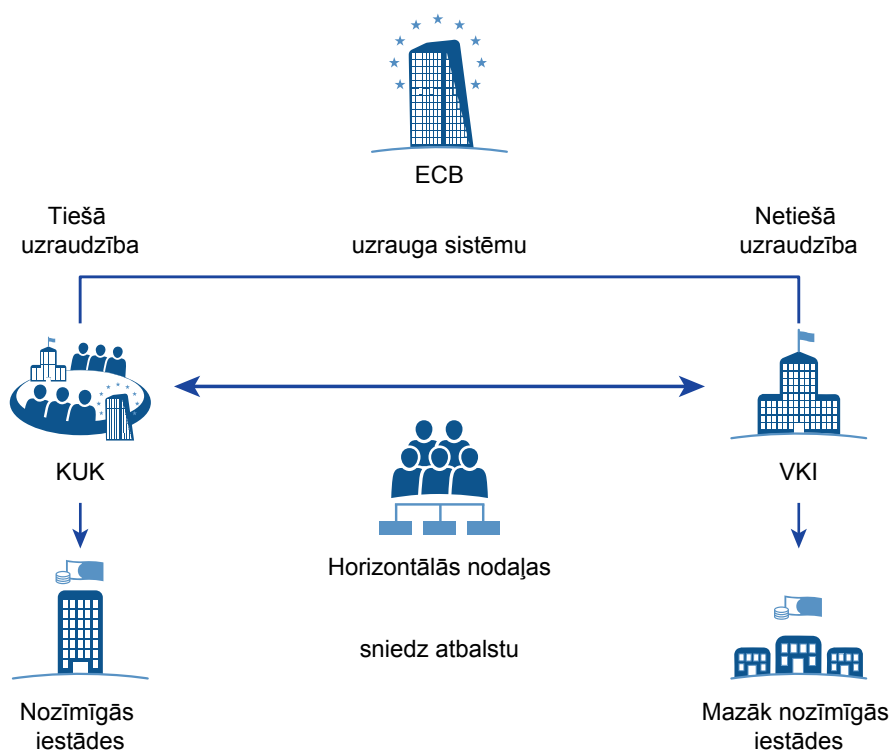 ECB
Tiešā
uzraudzība
uzrauga sistēmu
Netiešā
uzraudzība
KUK
VKI
Horizontālās nodaļas
sniedz atbalstu
Nozīmīgās
iestādes
Mazāk nozīmīgās
iestādes